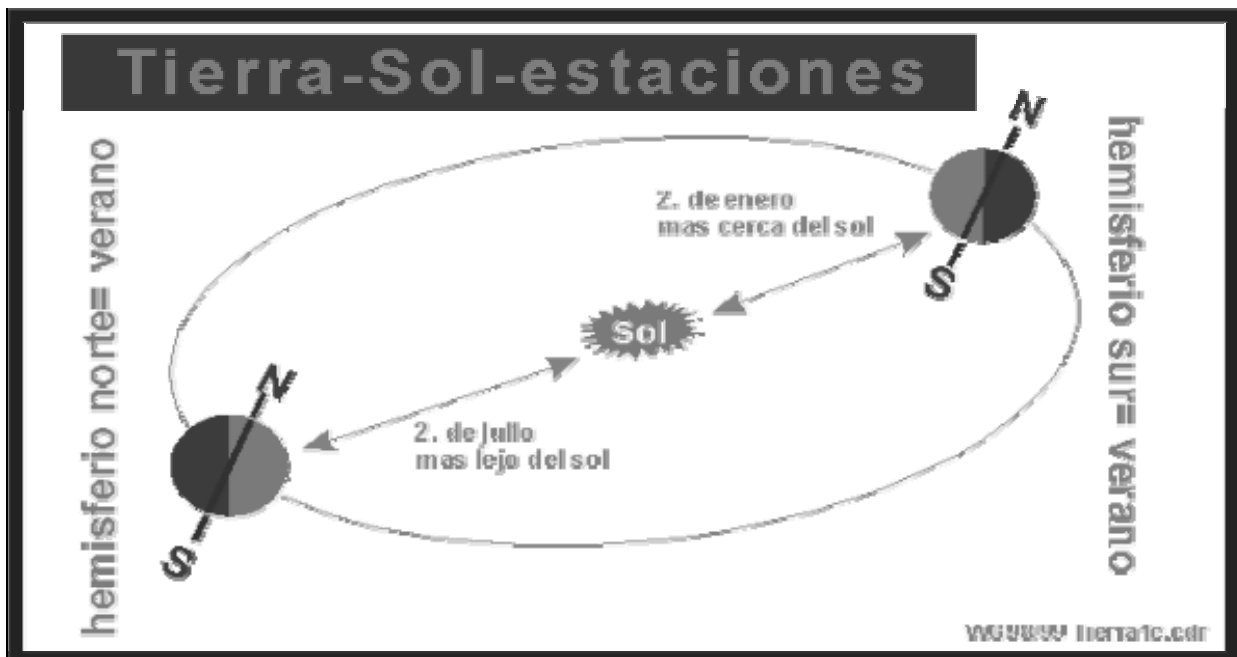 Tierra-Sol-estaciones
N
hemisferio norte= verano
hemisferio sur= verano
2. de enero
mas cerca del sol
S
Sol
N
2. de Julio
mas lejo del sol
S